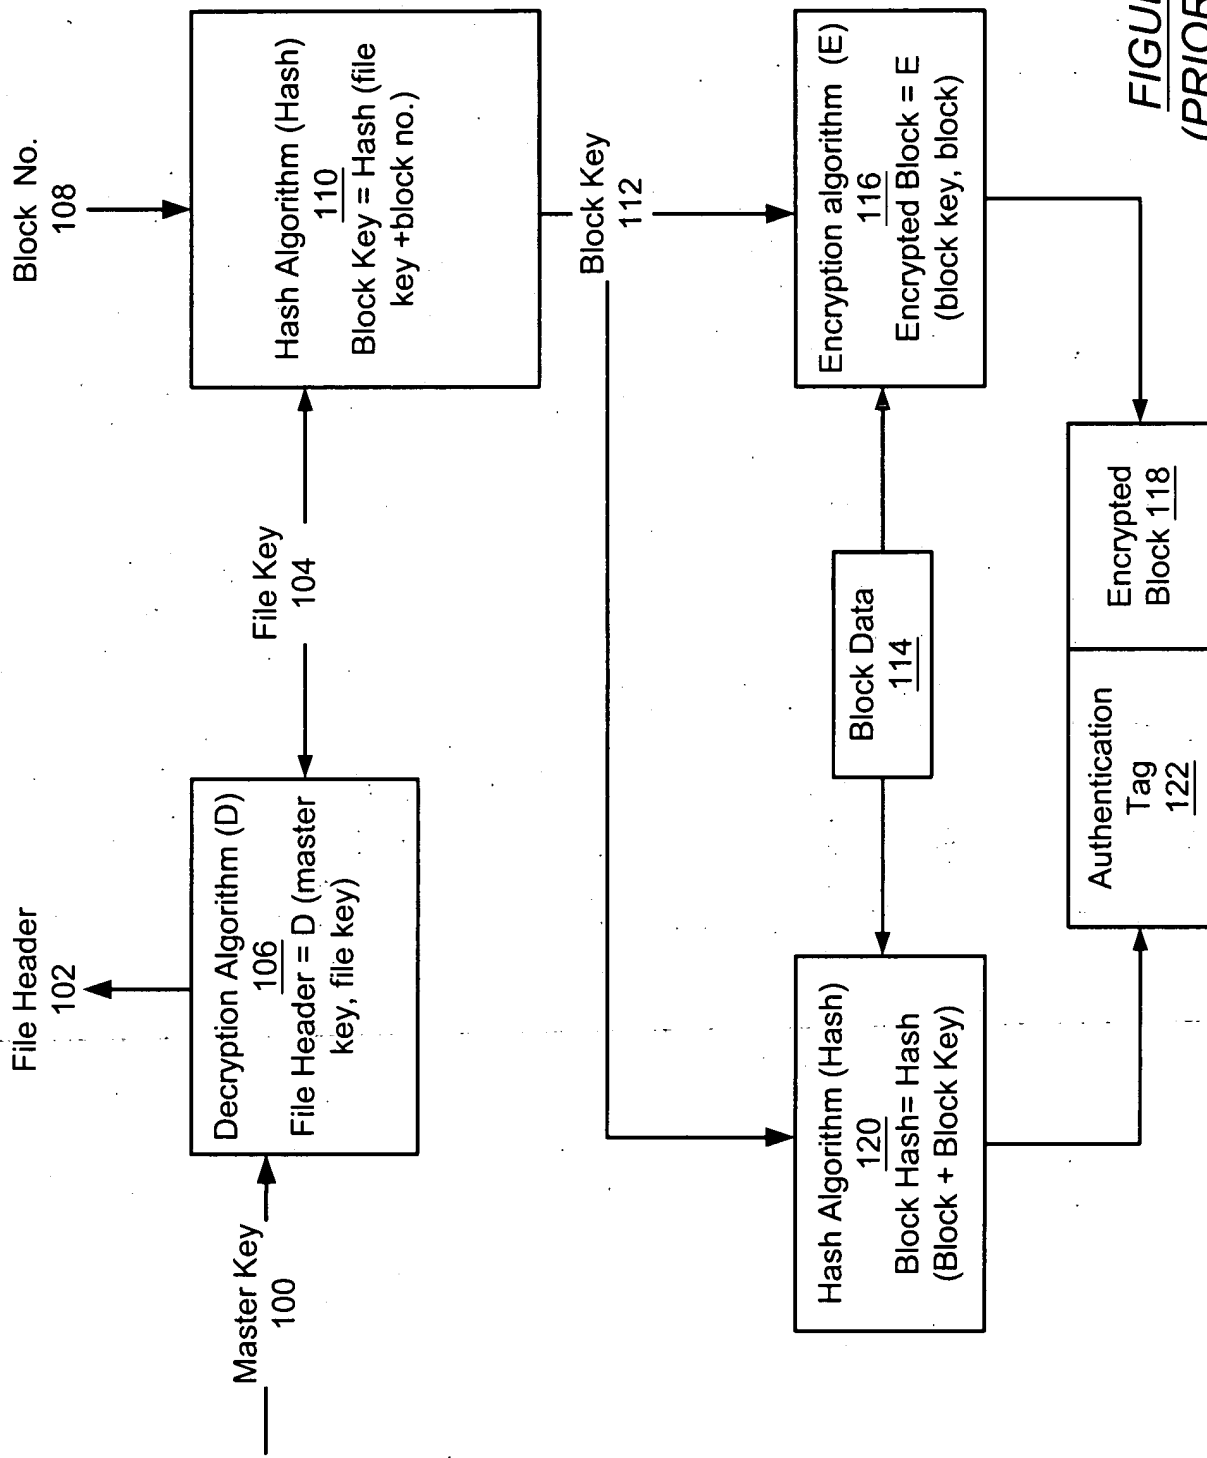 File Header
102
Block No.
108
Master Key
100
Decryption Algorithm (D)
106
File Header = D (master
key, file key)
File Key
104
Hash Algorithm (Hash)
110
Block Key = Hash (file
key +block no.)
Block Key
112
Hash Algorithm (Hash)
120
Block Hash= Hash
(Block + Block Key)
Block Data
114
Encryption algorithm (E)
116
Encrypted Block = E
(block key, block)
Authentication
Tag
122
Encrypted
Block 118
FIGU
(PRIOR